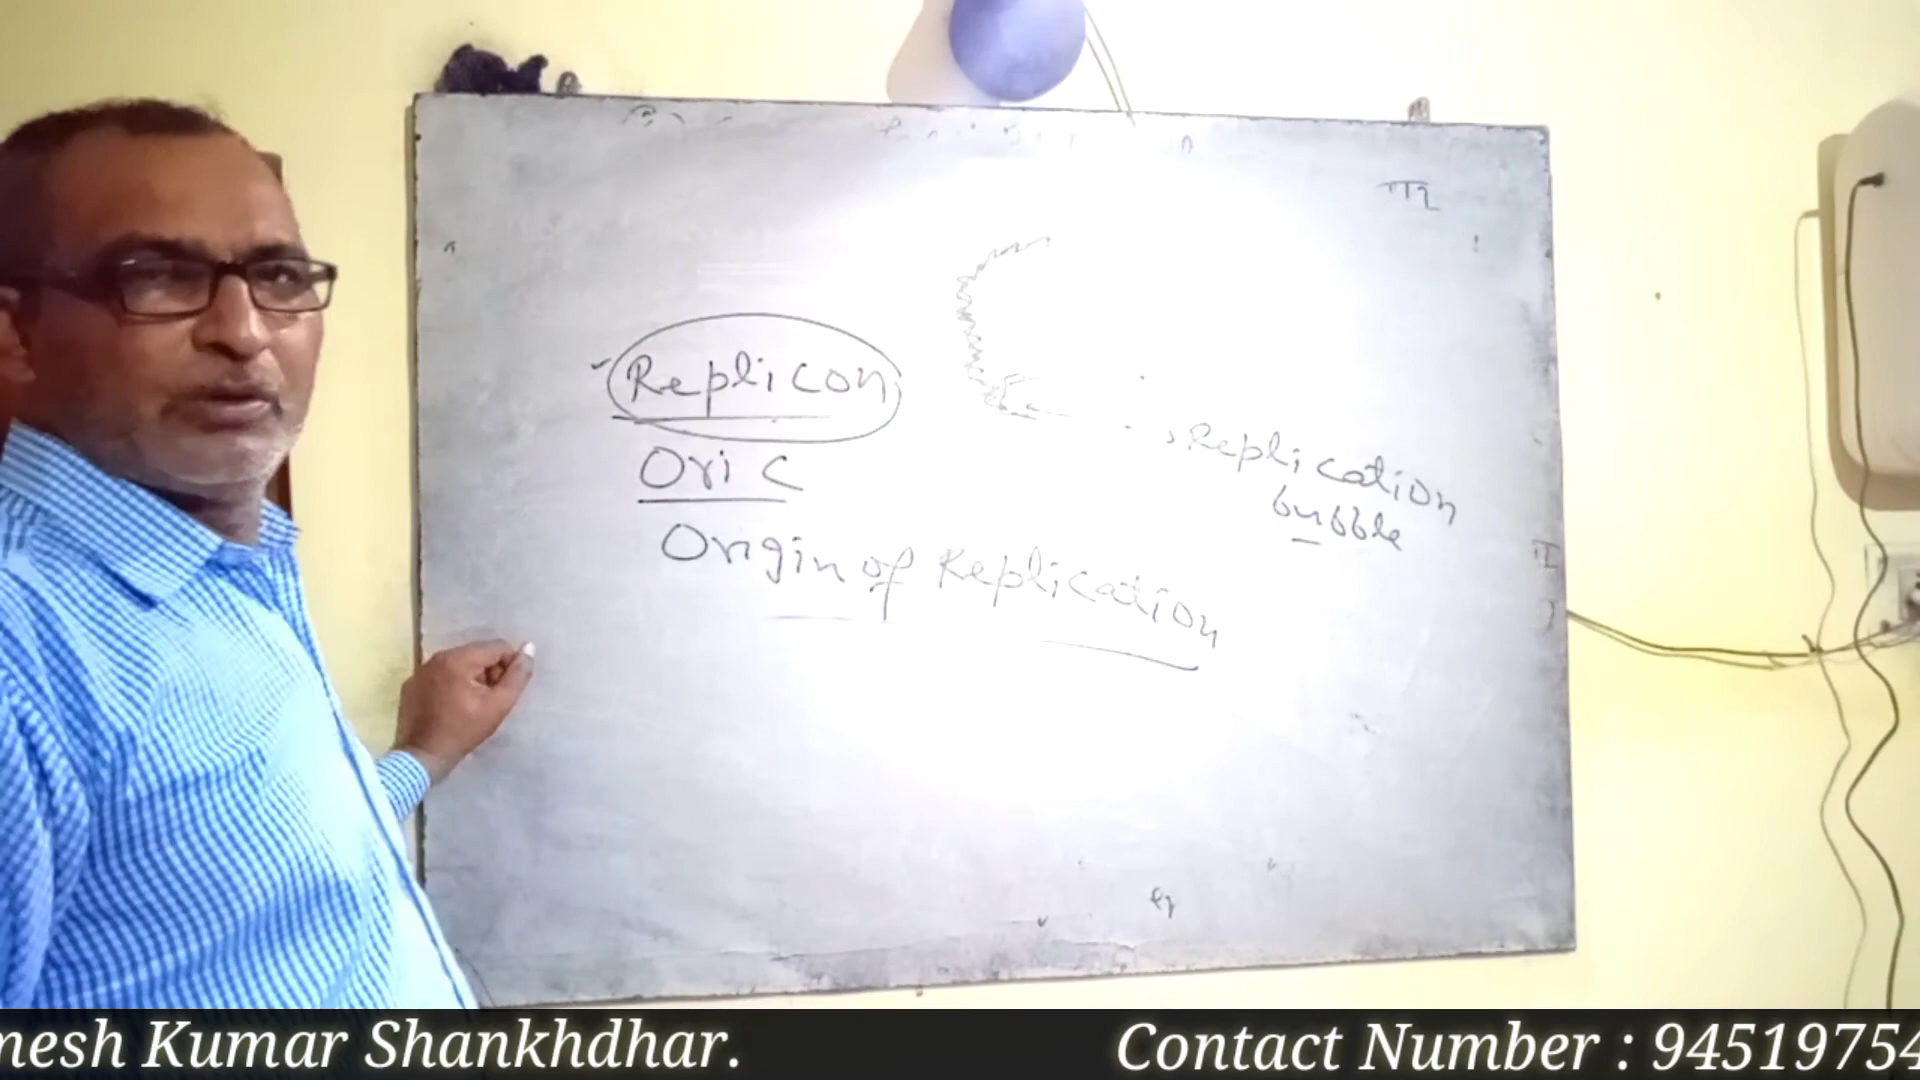 Replicon
Ori C
Origin of Replication
Replication
bubble
nesh Kumar Shankhdhar.
Contact Number : 94519754